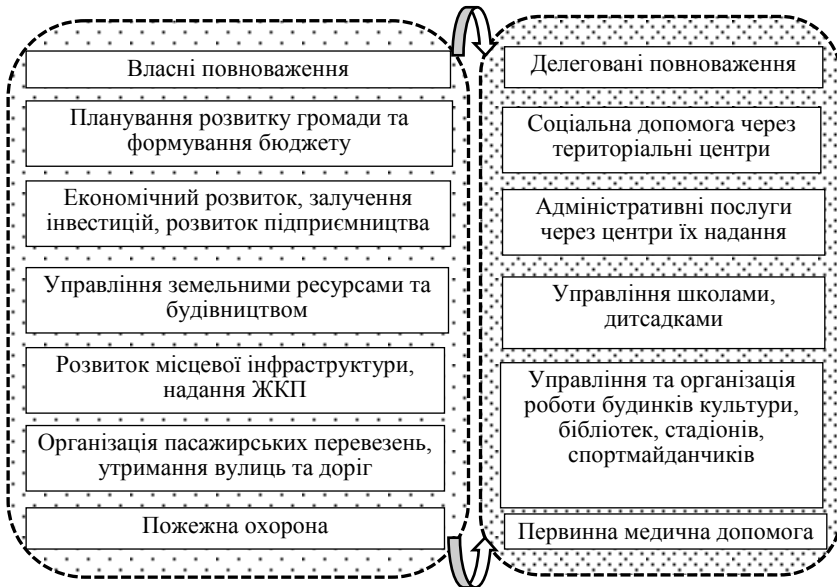 Власні повноваження
Планування розвитку громади та
формування бюджету
Економічний розвиток, залучення
інвестицій, розвиток підприємництва
Управління земельними ресурсами та
будівництвом
Розвиток місцевої інфраструктури,
надання ЖКП
Організація пасажирських перевезень,
утримання вулиць та доріг
Пожежна охорона
Делеговані повноваження
Соціальна допомога через
територіальні центри
Адміністративні послуги
через центри їх надання
Управління школами,
дитсадками
Управління та організація
роботи будинків культури,
бібліотек, стадіонів,
спортмайданчиків
Первинна медична допомога